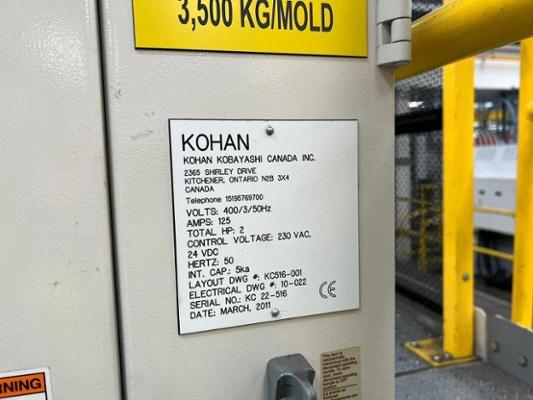 3,500 KG/MOLD
KOHAN
KOHAN KOBAYASHI CANADA INC.
2365 SHIRLEY DRIVE
KITCHENER, ONTARIO N2B 3X4
CANADA
Telephone 15195769700
VOLTS: 400/3/50Hz
AMPS: 125
TOTAL HP: 2
CONTROL VOLTAGE: 230 VAC,
24 VDC
HERTZ: 50
INT. CAP.: 5ka
LAYOUT DWG #: KC516-001
ELECTRICAL DWG #: 10-022
SERIAL NO.: KC 22-516
DATE: MARCH, 2011
CE
RNING